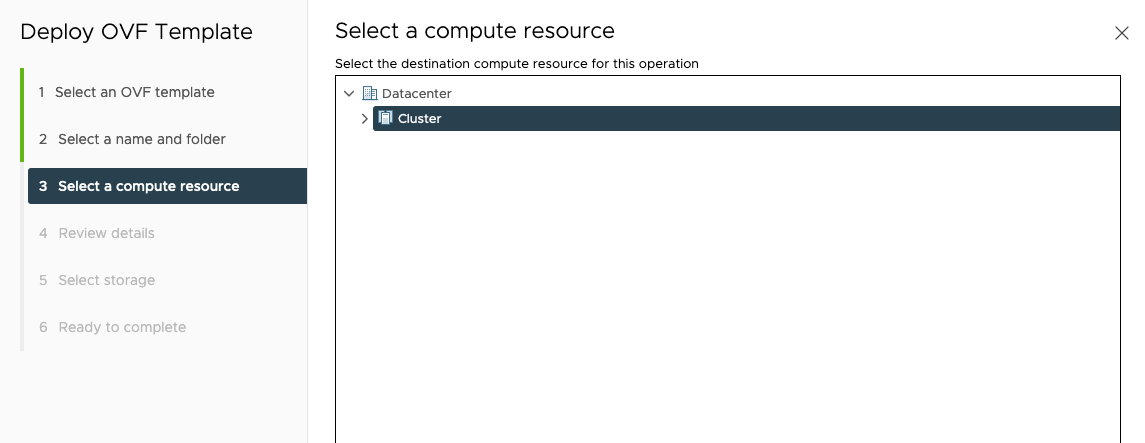 Deploy OVF Template
1 Select an OVF template
2 Select a name and folder
3 Select a compute resource
4 Review details
5 Select storage
6 Ready to complete
Select a compute resource
Select the destination compute resource for this operation
Datacenter
Cluster